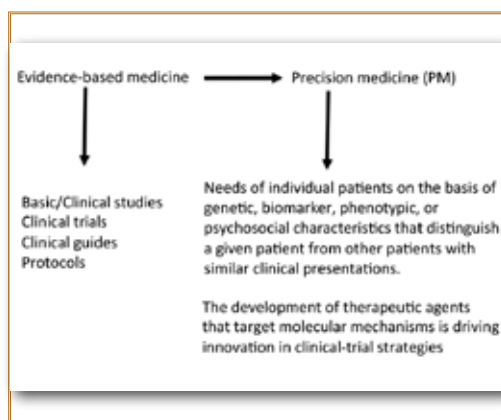 Evidence-based medicine
Precision medicine (PM)
Basic/Clinical studies
Clinical trials
Clinical guides
Protocols
Needs of individual patients on the basis of
genetic, biomarker, phenotypic, or
psychosocial characteristics that distinguish
a given patient from other patients with
similar clinical presentations.
The development of therapeutic agents
that target molecular mechanisms is driving
innovation in clinical-trial strategies